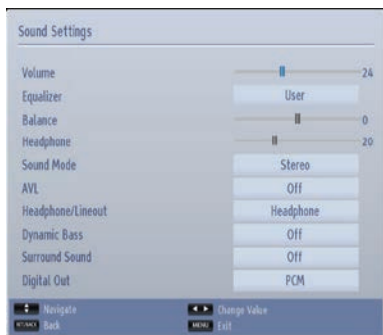 Sound Settings
Volume 24
Equalizer User
Balance 0
Headphone 20
Sound Mode Stereo
AVL Off
Headphone/Lineout Headphone
Dynamic Bass Off
Surround Sound Off
Digital Out PCM
Navigate Change Value
Back MENU Exit